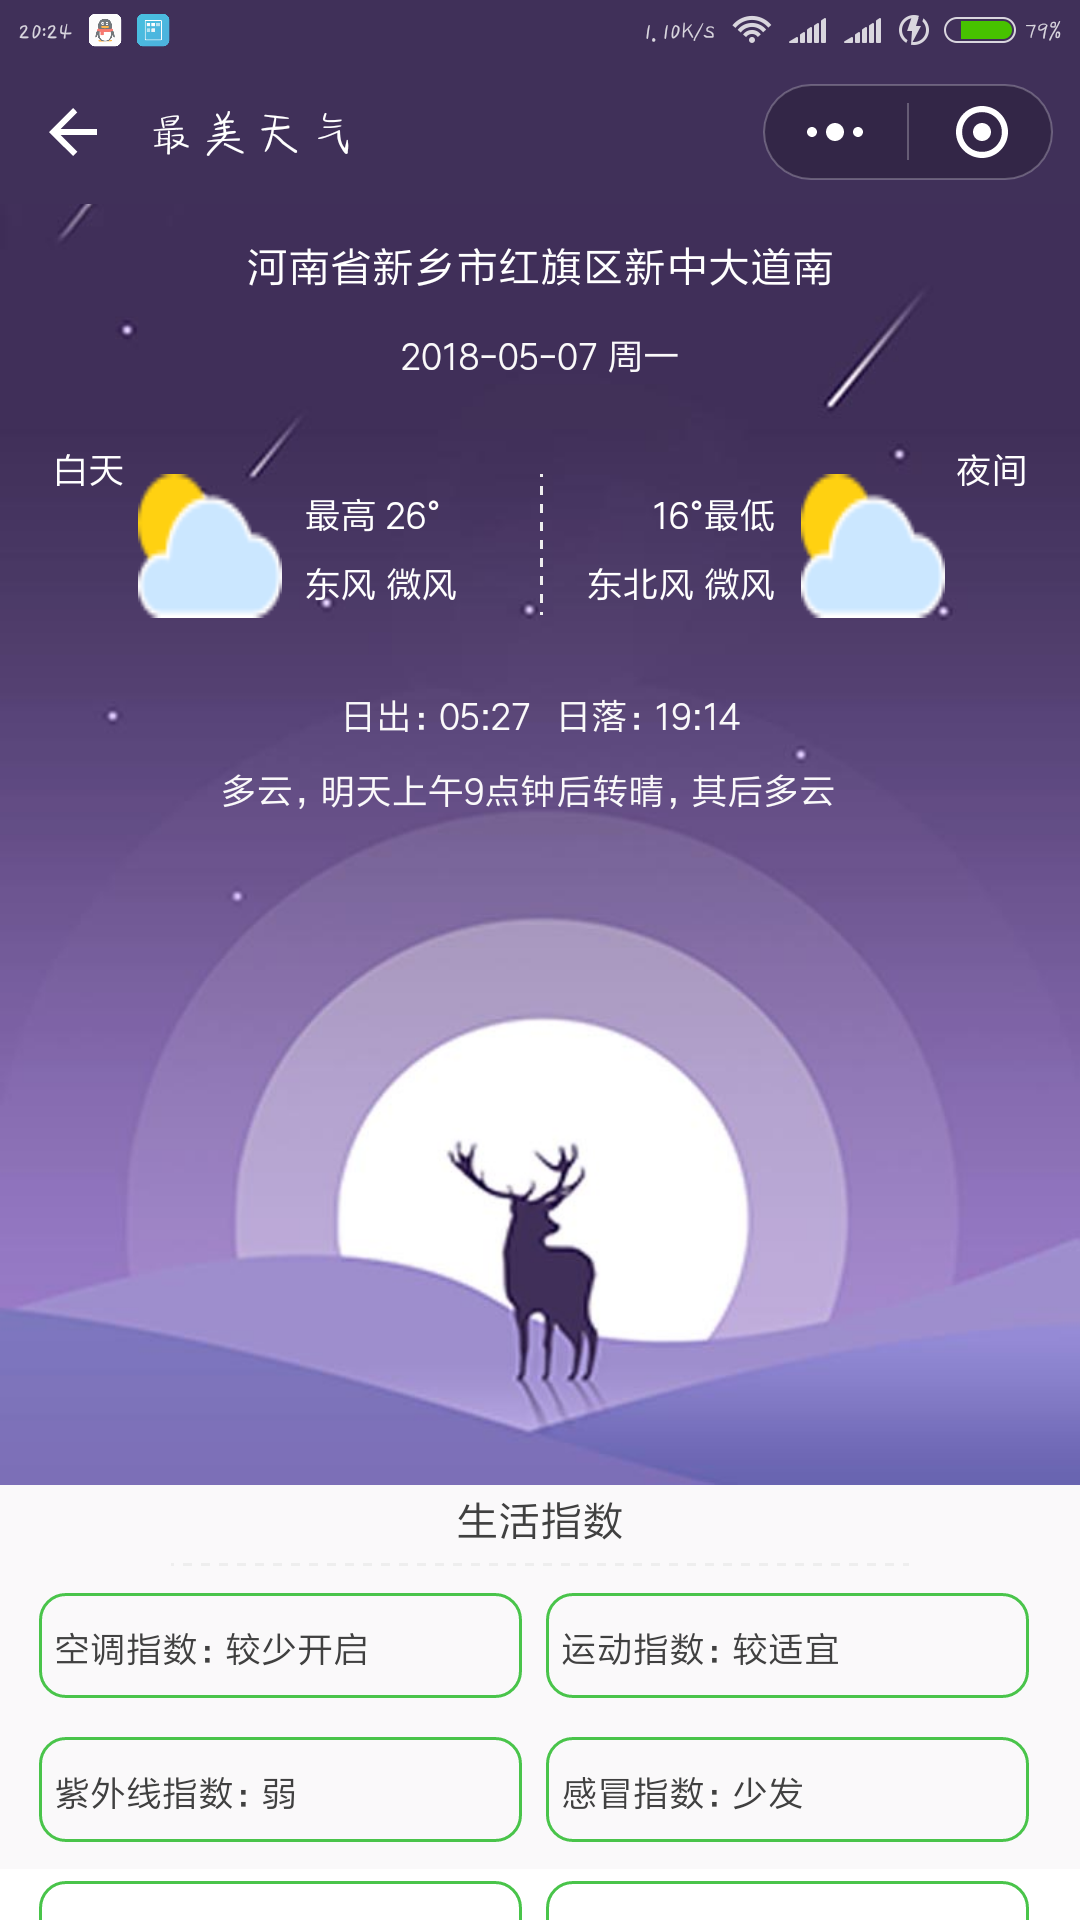 20:24 1.10K/s 79%
最美天气
河南省新乡市红旗区新中大道南
2018-05-07 周一
白天 夜间
最高 26° 16°最低
东风 微风 东北风 微风
日出：05:27 日落：19:14
多云，明天上午9点钟后转晴，其后多云
生活指数
空调指数：较少开启 运动指数：较适宜
紫外线指数：弱 感冒指数：少发